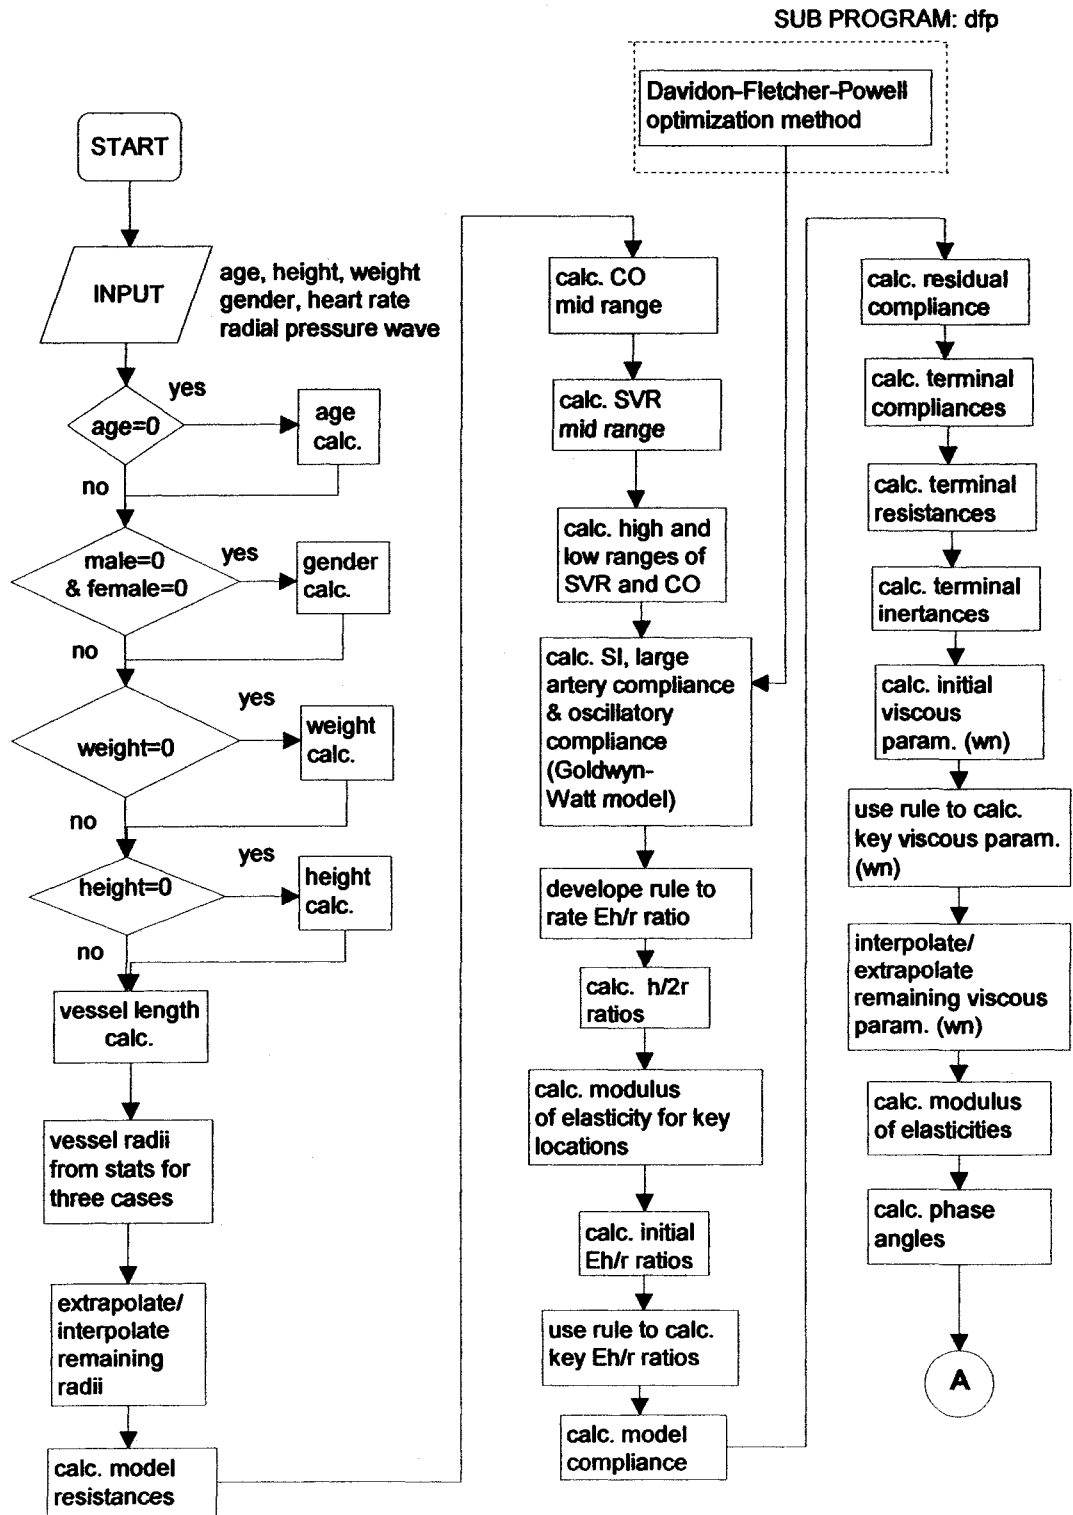 SUB PROGRAM: dfp
Davidon-Fletcher-Powell
optimization method
START
INPUT
age, height, weight
gender, heart rate
radial pressure wave
yes
age=0
age
calc.
no
male=0
& female=0
yes
gender
calc.
no
weight=0
yes
weight
calc.
no
height=0
yes
height
calc.
no
vessel length
calc.
vessel radii
from stats for
three cases
extrapolate/
interpolate
remaining
radii
calc. model
resistances
calc. CO
mid range
calc. SVR
mid range
calc. high and
low ranges of
SVR and CO
calc. SI, large
artery compliance
& oscillatory
compliance
(Goldwyn-
Watt model)
develope rule to
rate Eh/r ratio
calc. h/2r
ratios
calc. modulus
of elasticity for key
locations
calc. initial
Eh/r ratios
use rule to calc.
key Eh/r ratios
calc. model
compliance
calc. residual
compliance
calc. terminal
compliances
calc. terminal
resistances
calc. terminal
inertances
calc. initial
viscous
param. (wn)
use rule to calc.
key viscous param.
(wn)
interpolate/
extrapolate
remaining viscous
param. (wn)
calc. modulus
of elasticities
calc. phase
angles
A